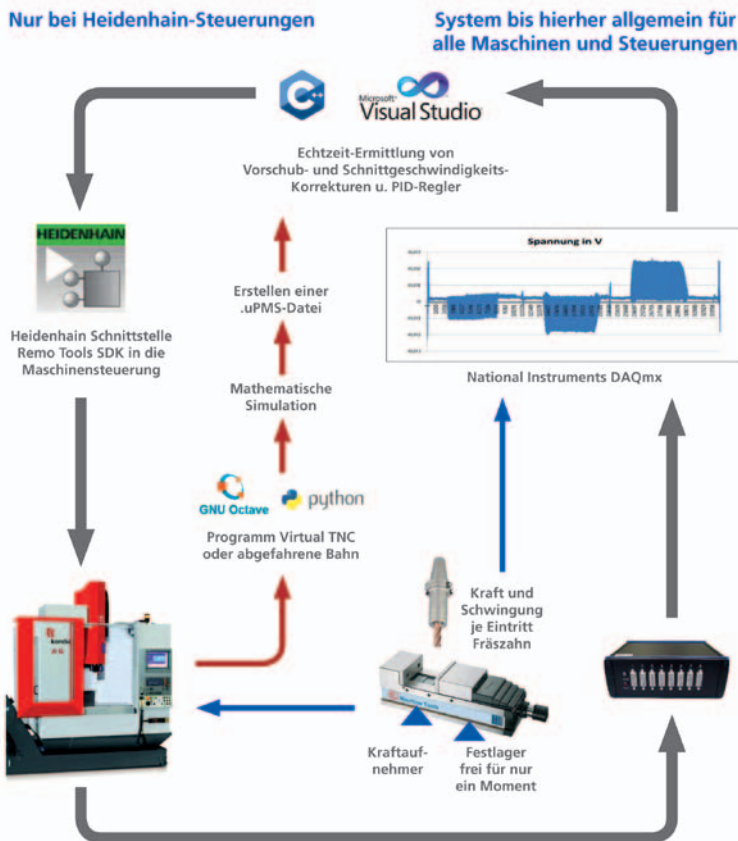 Nur bei Heidenhain-Steuerungen
System bis hierher allgemein für
alle Maschinen und Steuerungen
C++
Microsoft®
Visual Studio
Echtzeit-Ermittlung von
Vorschub- und Schnittgeschwindigkeits-
Korrekturen u. PID-Regler
HEIDENHAIN
Heidenhain Schnittstelle
Remo Tools SDK in die
Maschinensteuerung
Erstellen einer
.uPMS-Datei
Spannung in V
National Instruments DAQmx
Mathematische
Simulation
GNU Octave
python
Programm Virtual TNC
oder abgefahrene Bahn
Kraft und
Schwingung
je Eintritt
Fräszahn
Kraftauf-
nehmer
Festlager
frei für nur
ein Moment